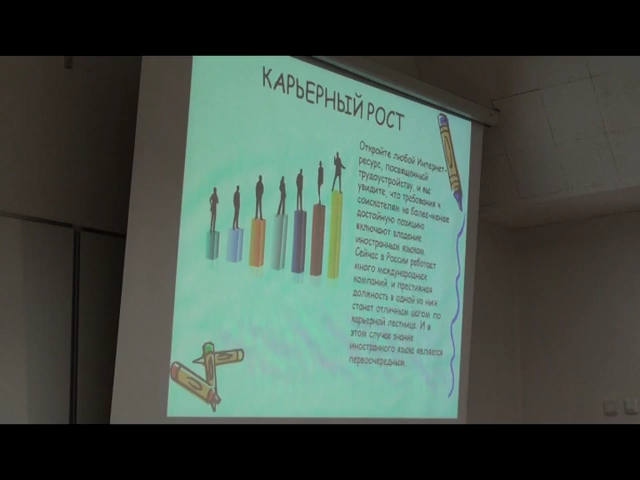 КАРЬЕРНЫЙ РОСТ
Откройте любой Интернет-
ресурс, посвященный
трудоустройству, и вы
увидите, что требования к
соискателям на более-менее
достойную позицию
включают владение
иностранным языком.
Сейчас в России работает
много международных
компаний, и престижная
должность в одной из них
станет отличным шагом по
карьерной лестнице. И в
этом случае знание
иностранного языка является
первоочередным.